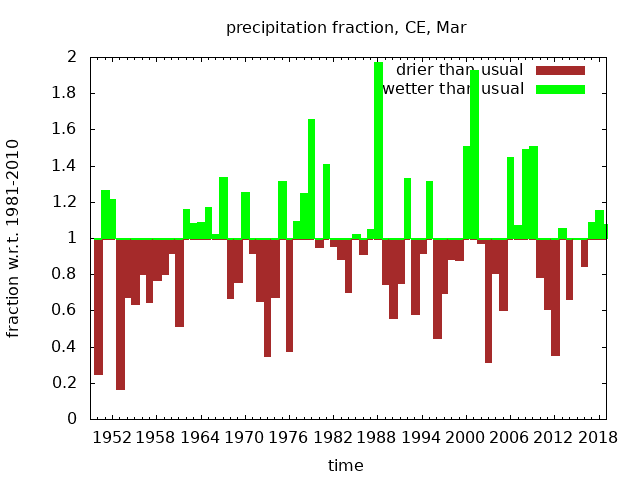 precipitation fraction, CE, Mar
drier than usual
wetter than usual
fraction w.r.t. 1981-2010
2
1.8
1.6
1.4
1.2
1
0.8
0.6
0.4
0.2
0
1952 1958 1964 1970 1976 1982 1988 1994 2000 2006 2012 2018
time